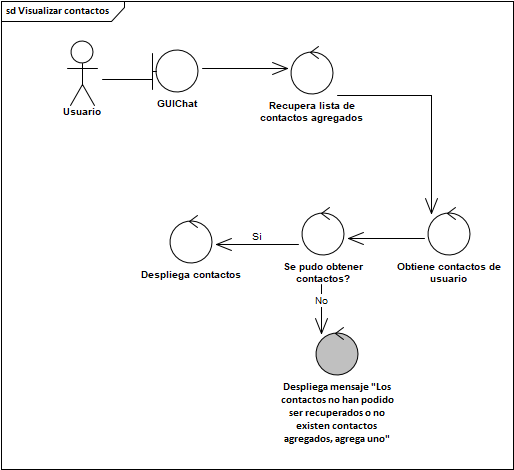 sd Visualizar contactos
Usuario
GUIChat
Recupera lista de
contactos agregados
Si
Despliega contactos
Se pudo obtener
contactos?
Obtiene contactos de
usuario
No
Despliega mensaje "Los
contactos no han podido
ser recuperados o no
existen contactos
agregados, agrega uno"